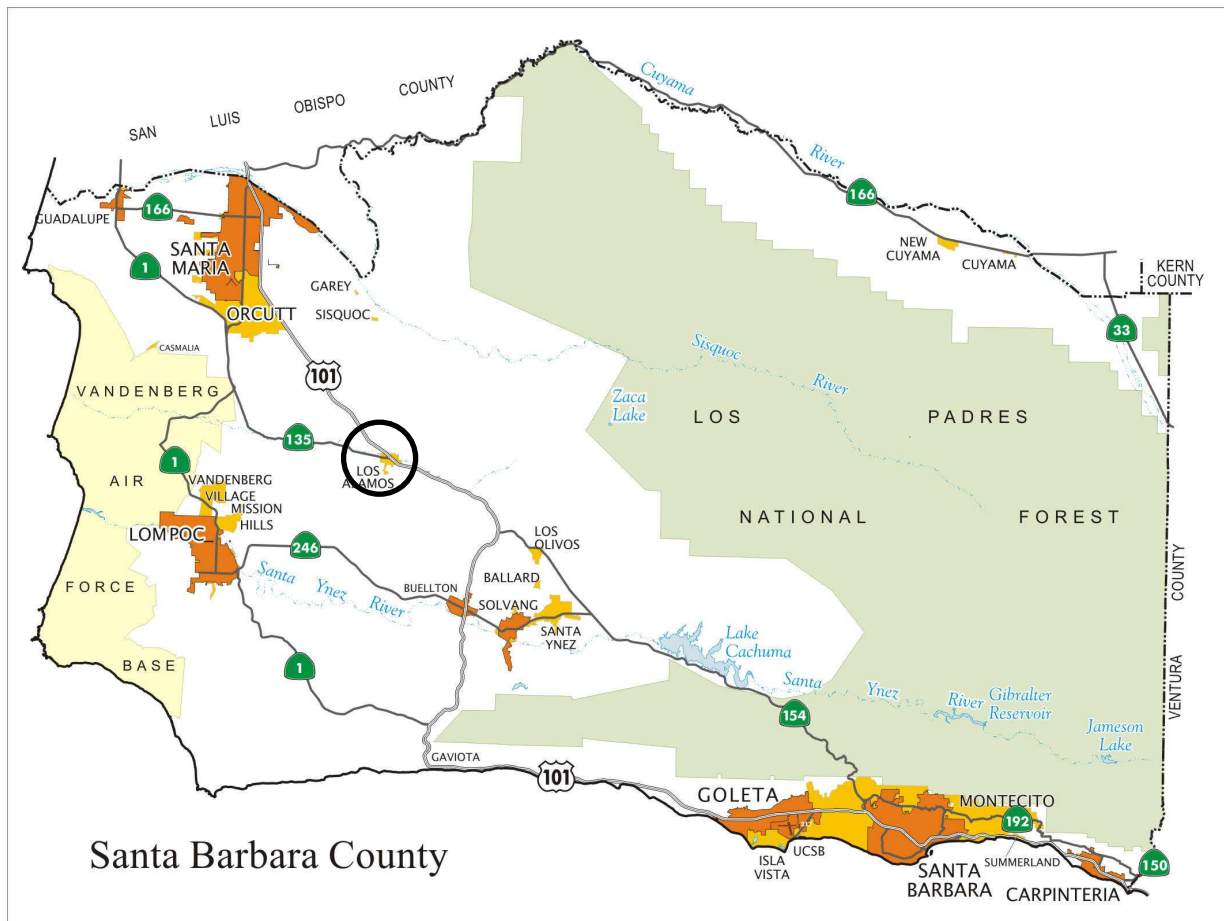 SAN LUIS OBISPO COUNTY
Cuyama
River
166
GUADALUPE
166
SANTA
MARIA
1
NEW
CUYAMA
CUYAMA
KERN
COUNTY
GAREY
ORCUTT
SISQUOC
33
CASMALIA
101
Sisquoc
River
VANDENBERG
Zaca
Lake
LOS PADRES
135
1
LOS
ALAMOS
AIR
VANDENBERG
VILLAGE
MISSION
HILLS
NATIONAL FOREST
LOMPOC
246
LOS
OLIVOS
FORCE
Santa Ynez River
BALLARD
BUELLTON
SOLVANG
SANTA
YNEZ
COUNTY
BASE
1
Lake
Cachuma
Santa Ynez River
Gibralter
Reservoir
VENTURA
154
Jameson
Lake
GAVIOTA
101
GOLETA
MONTECITO
192
217
ISLA
VISTA
UCSB
SUMMERLAND
150
SANTA
BARBARA
CARPINTERIA
Santa Barbara County